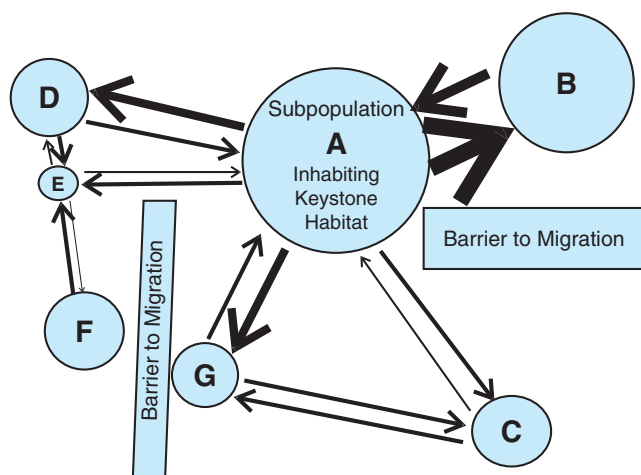 D
B
Subpopulation
A
Inhabiting
Keystone
Habitat
E
Barrier to Migration
Barrier to Migration
F
G
C